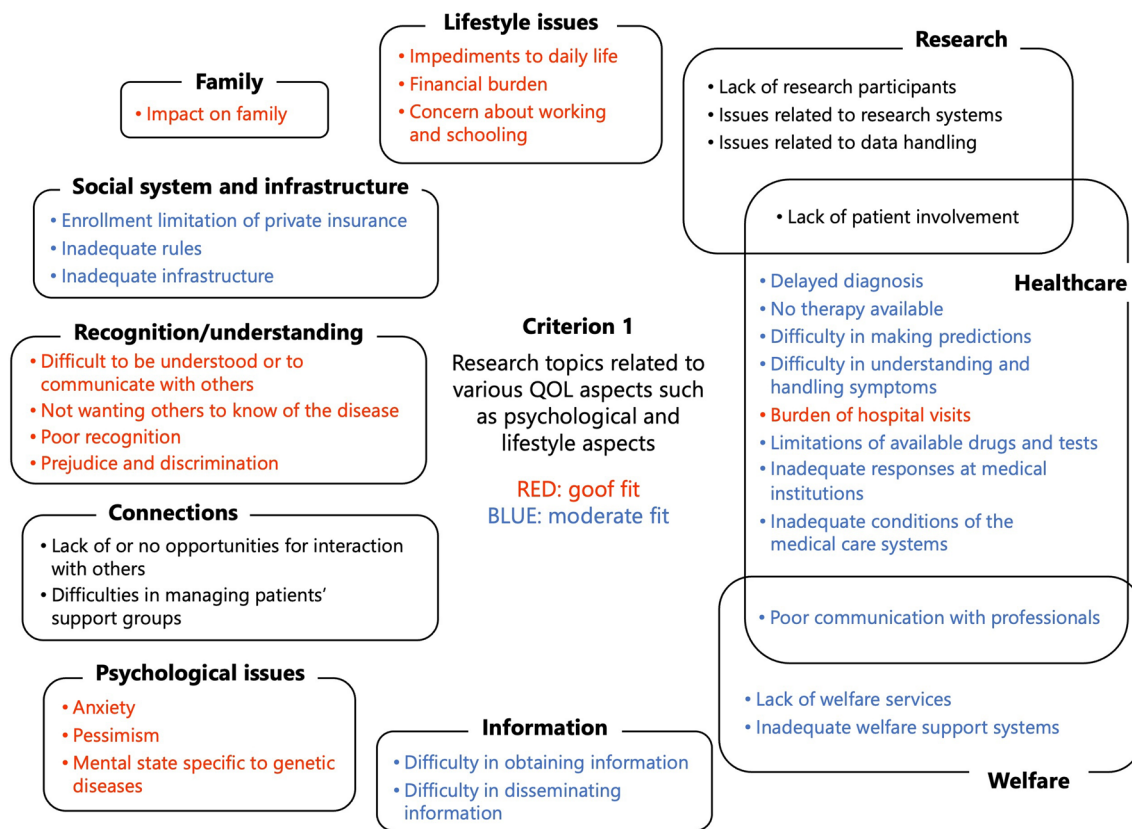 Lifestyle issues
• Impediments to daily life
• Financial burden
• Concern about working
and schooling
Family
• Impact on family
Research
• Lack of research participants
• Issues related to research systems
• Issues related to data handling
• Lack of patient involvement
Social system and infrastructure
• Enrollment limitation of private insurance
• Inadequate rules
• Inadequate infrastructure
Healthcare
• Delayed diagnosis
• No therapy available
• Difficulty in making predictions
• Difficulty in understanding and
handling symptoms
• Burden of hospital visits
• Limitations of available drugs and tests
• Inadequate responses at medical
institutions
• Inadequate conditions of the
medical care systems
Recognition/understanding
• Difficult to be understood or to
communicate with others
• Not wanting others to know of the disease
• Poor recognition
• Prejudice and discrimination
Criterion 1
Research topics related to
various QOL aspects such
as psychological and
lifestyle aspects
RED: goof fit
BLUE: moderate fit
Connections
• Lack of or no opportunities for interaction
with others
• Difficulties in managing patients’
support groups
• Poor communication with professionals
Psychological issues
• Anxiety
• Pessimism
• Mental state specific to genetic
diseases
Information
• Difficulty in obtaining information
• Difficulty in disseminating
information
• Lack of welfare services
• Inadequate welfare support systems
Welfare